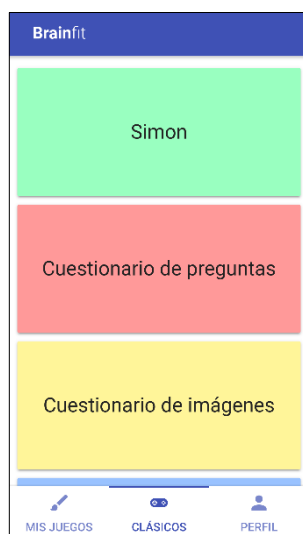 Brainfit
Simon
Cuestionario de preguntas
Cuestionario de imágenes
MIS JUEGOS CLÁSICOS PERFIL